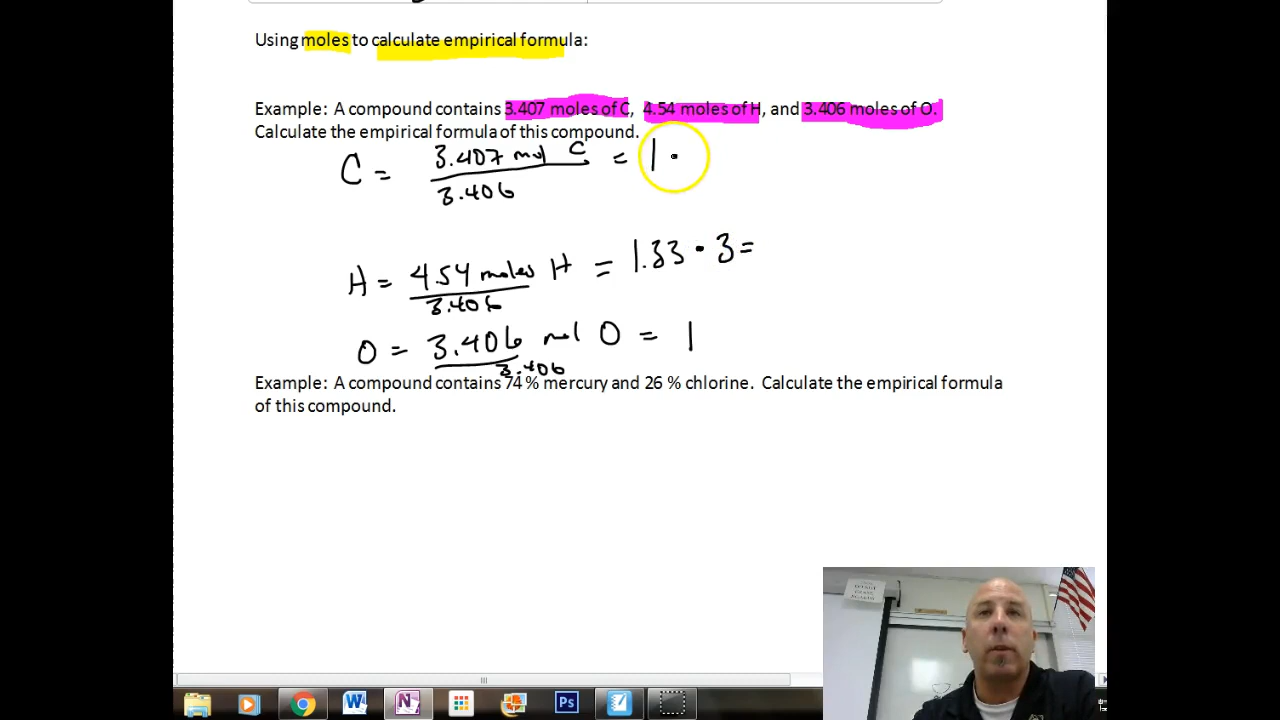 Using moles to calculate empirical formula:
Example: A compound contains 3.407 moles of C, 4.54 moles of H, and 3.406 moles of O.
Calculate the empirical formula of this compound.
C = 3.407 mol C = 1 ·
3.406
H = 4.54 moles H = 1.33 · 3 =
3.406
O = 3.406 mol O = 1
3.406
Example: A compound contains 74 % mercury and 26 % chlorine. Calculate the empirical formula
of this compound.
W N Ps